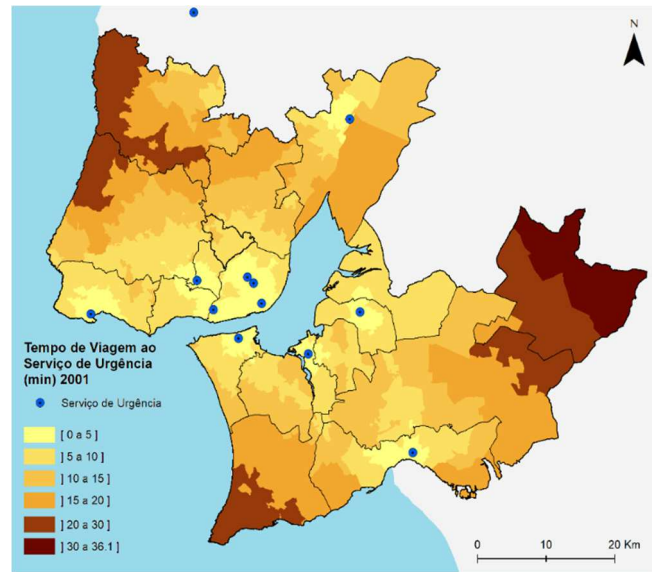 N
Tempo de Viagem ao
Serviço de Urgência
(min) 2001
Serviço de Urgência
[ 0 a 5 ]
] 5 a 10 ]
] 10 a 15 ]
] 15 a 20 ]
] 20 a 30 ]
] 30 a 36.1 ]
0 10 20 Km